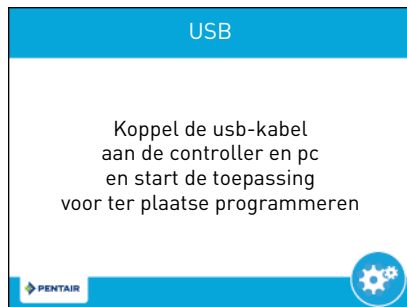 USB
Koppel de usb-kabel
aan de controller en pc
en start de toepassing
voor ter plaatse programmeren
PENTAIR